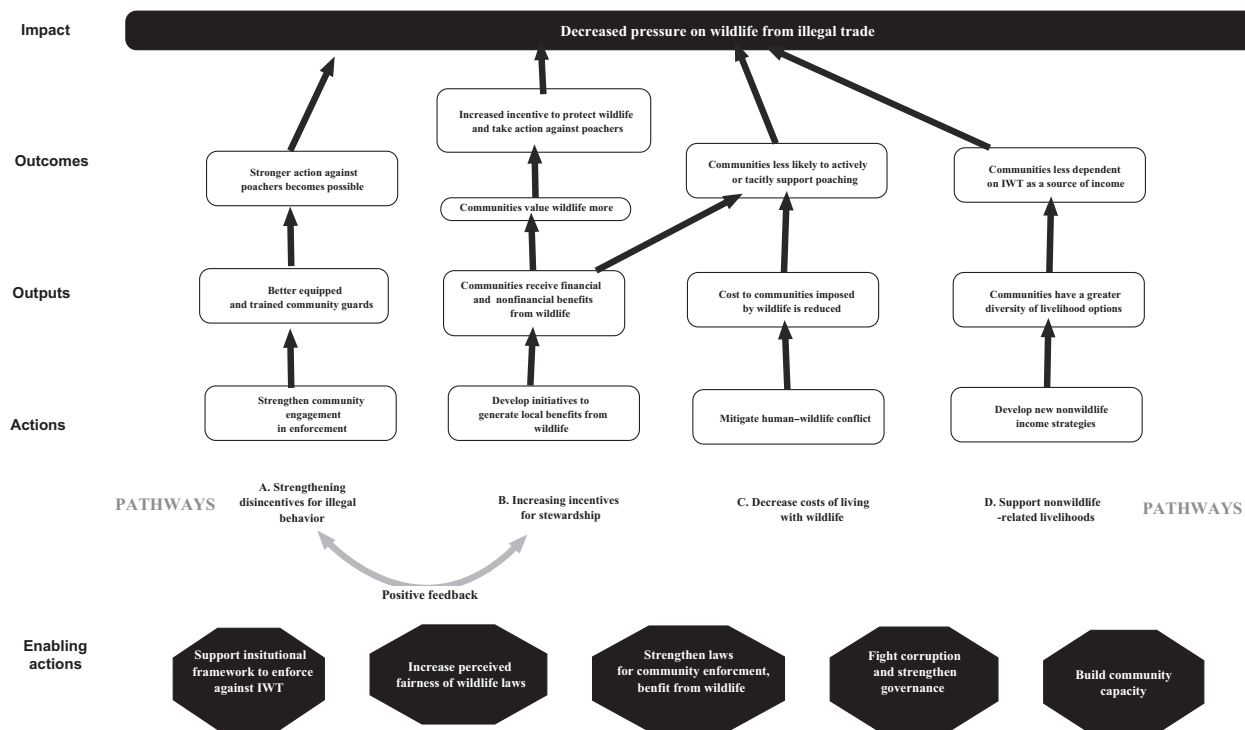 Impact
Decreased pressure on wildlife from illegal trade
Increased incentive to protect wildlife
and take action against poachers
Outcomes
Stronger action against
poachers becomes possible
Communities less likely to actively
or tacitly support poaching
Communities less dependent
on IWT as a source of income
Communities value wildlife more
Outputs
Better equipped
and trained community guards
Communities receive financial
and nonfinancial benefits
from wildlife
Cost to communities imposed
by wildlife is reduced
Communities have a greater
diversity of livelihood options
Actions
Strengthen community
engagement
in enforcement
Develop initiatives to
generate local benefits from
wildlife
Mitigate human–wildlife conflict
Develop new nonwildlife
income strategies
PATHWAYS
A. Strengthening
disincentives for illegal
behavior
B. Increasing incentives
for stewardship
C. Decrease costs of living
with wildlife
D. Support nonwildlife
-related livelihoods
PATHWAYS
Positive feedback
Enabling
actions
Support insitutional
framework to enforce
against IWT
Increase perceived
fairness of wildlife laws
Strengthen laws
for community enforcment,
benfit from wildlife
Fight corruption
and strengthen
governance
Build community
capacity